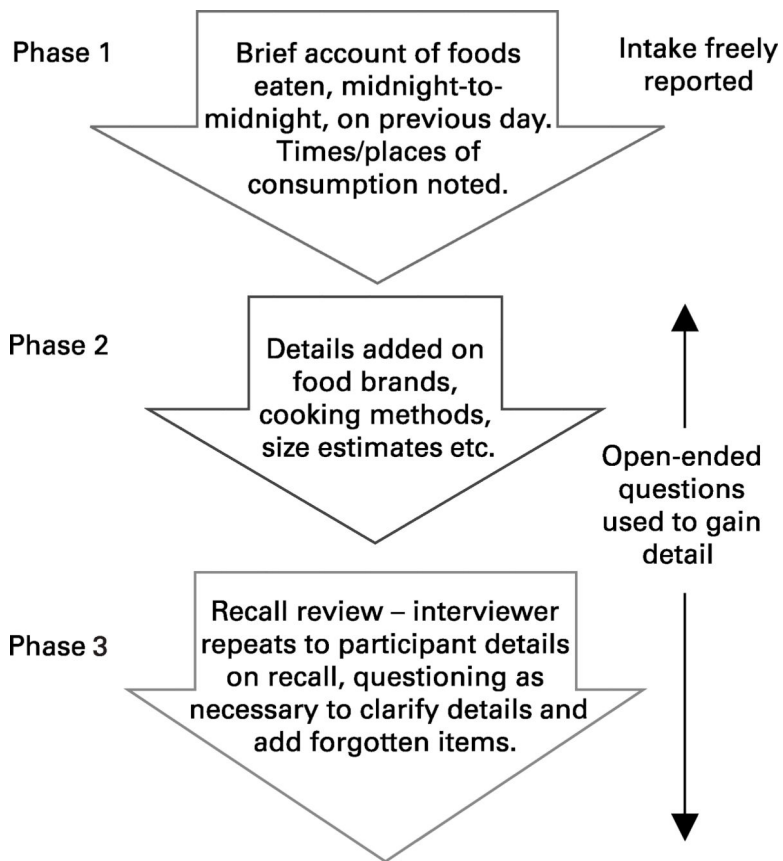 Phase 1
Brief account of foods
eaten, midnight-to-
midnight, on previous day.
Times/places of
consumption noted.
Intake freely
reported
Phase 2
Details added on
food brands,
cooking methods,
size estimates etc.
Open-ended
questions
used to gain
detail
Phase 3
Recall review – interviewer
repeats to participant details
on recall, questioning as
necessary to clarify details and
add forgotten items.